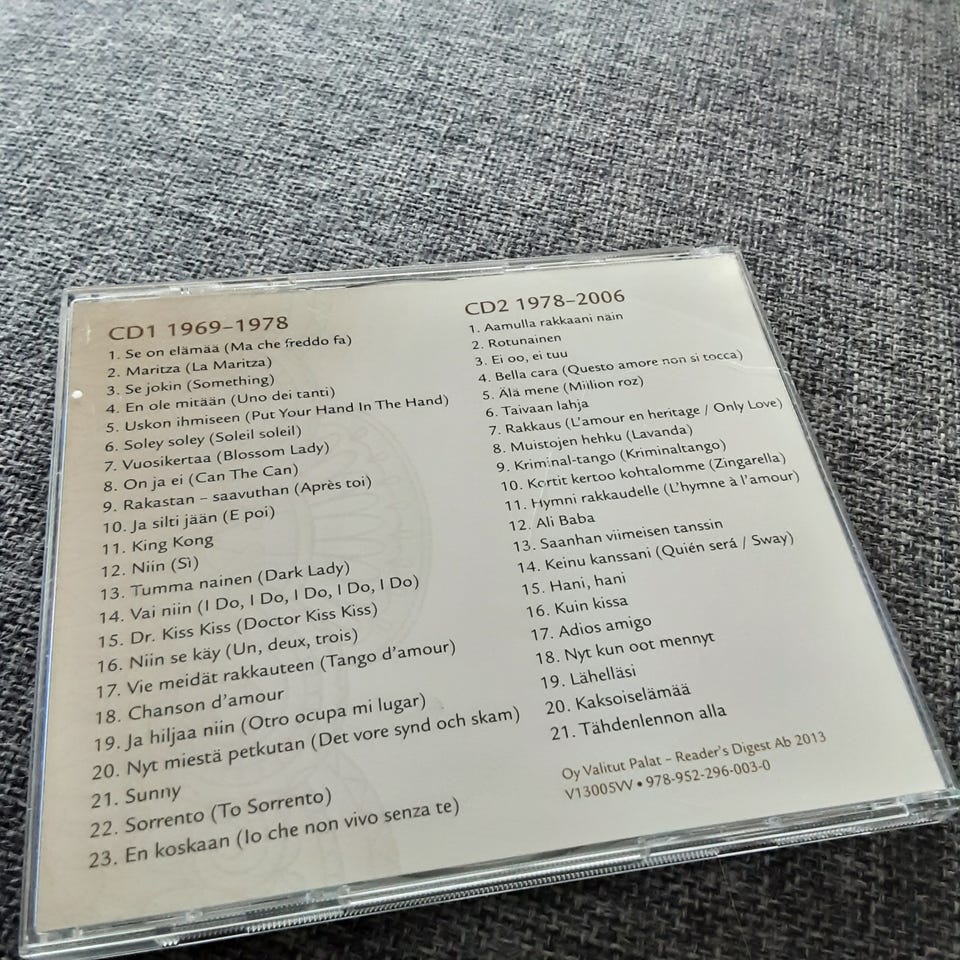 CD1 1969–1978
1. Se on elämää (Ma che freddo fa)
2. Maritza (La Maritza)
3. Se jokin (Something)
4. En ole mitään (Uno dei tanti)
5. Uskon ihmiseen (Put Your Hand In The Hand)
6. Soley soley (Soleil soleil)
7. Vuosikertaa (Blossom Lady)
8. On ja ei (Can The Can)
9. Rakastan – saavuthan (Après toi)
10. Ja silti jään (E poi)
11. King Kong
12. Niin (Sì)
13. Tumma nainen (Dark Lady)
14. Vai niin (I Do, I Do, I Do, I Do, I Do)
15. Dr. Kiss Kiss (Doctor Kiss Kiss)
16. Niin se käy (Un, deux, trois)
17. Vie meidät rakkauteen (Tango d'amour)
18. Chanson d'amour
19. Ja hiljaa niin (Otro ocupa mi lugar)
20. Nyt miestä petkutan (Det vore synd och skam)
21. Sunny
22. Sorrento (To Sorrento)
23. En koskaan (Io che non vivo senza te)
CD2 1978–2006
1. Aamulla rakkaani näin
2. Rotunainen
3. Ei oo, ei tuu
4. Bella cara (Questo amore non si tocca)
5. Älä mene (Miilion roz)
6. Taivaan lahja
7. Rakkaus (L'amour en heritage / Only Love)
8. Muistojen hehku (Lavanda)
9. Kriminal-tango (Kriminaltango)
10. Kortit kertoo kohtalomme (Zingarella)
11. Hymni rakkaudelle (L'hymne à l'amour)
12. Ali Baba
13. Saanhan viimeisen tanssin
14. Keinu kanssani (Quién será / Sway)
15. Hani, hani
16. Kuin kissa
17. Adios amigo
18. Nyt kun oot mennyt
19. Lähelläsi
20. Kaksoiselämää
21. Tähdenlennon alla
Oy Valitut Palat – Reader's Digest Ab 2013
V13005VV • 978-952-296-003-0